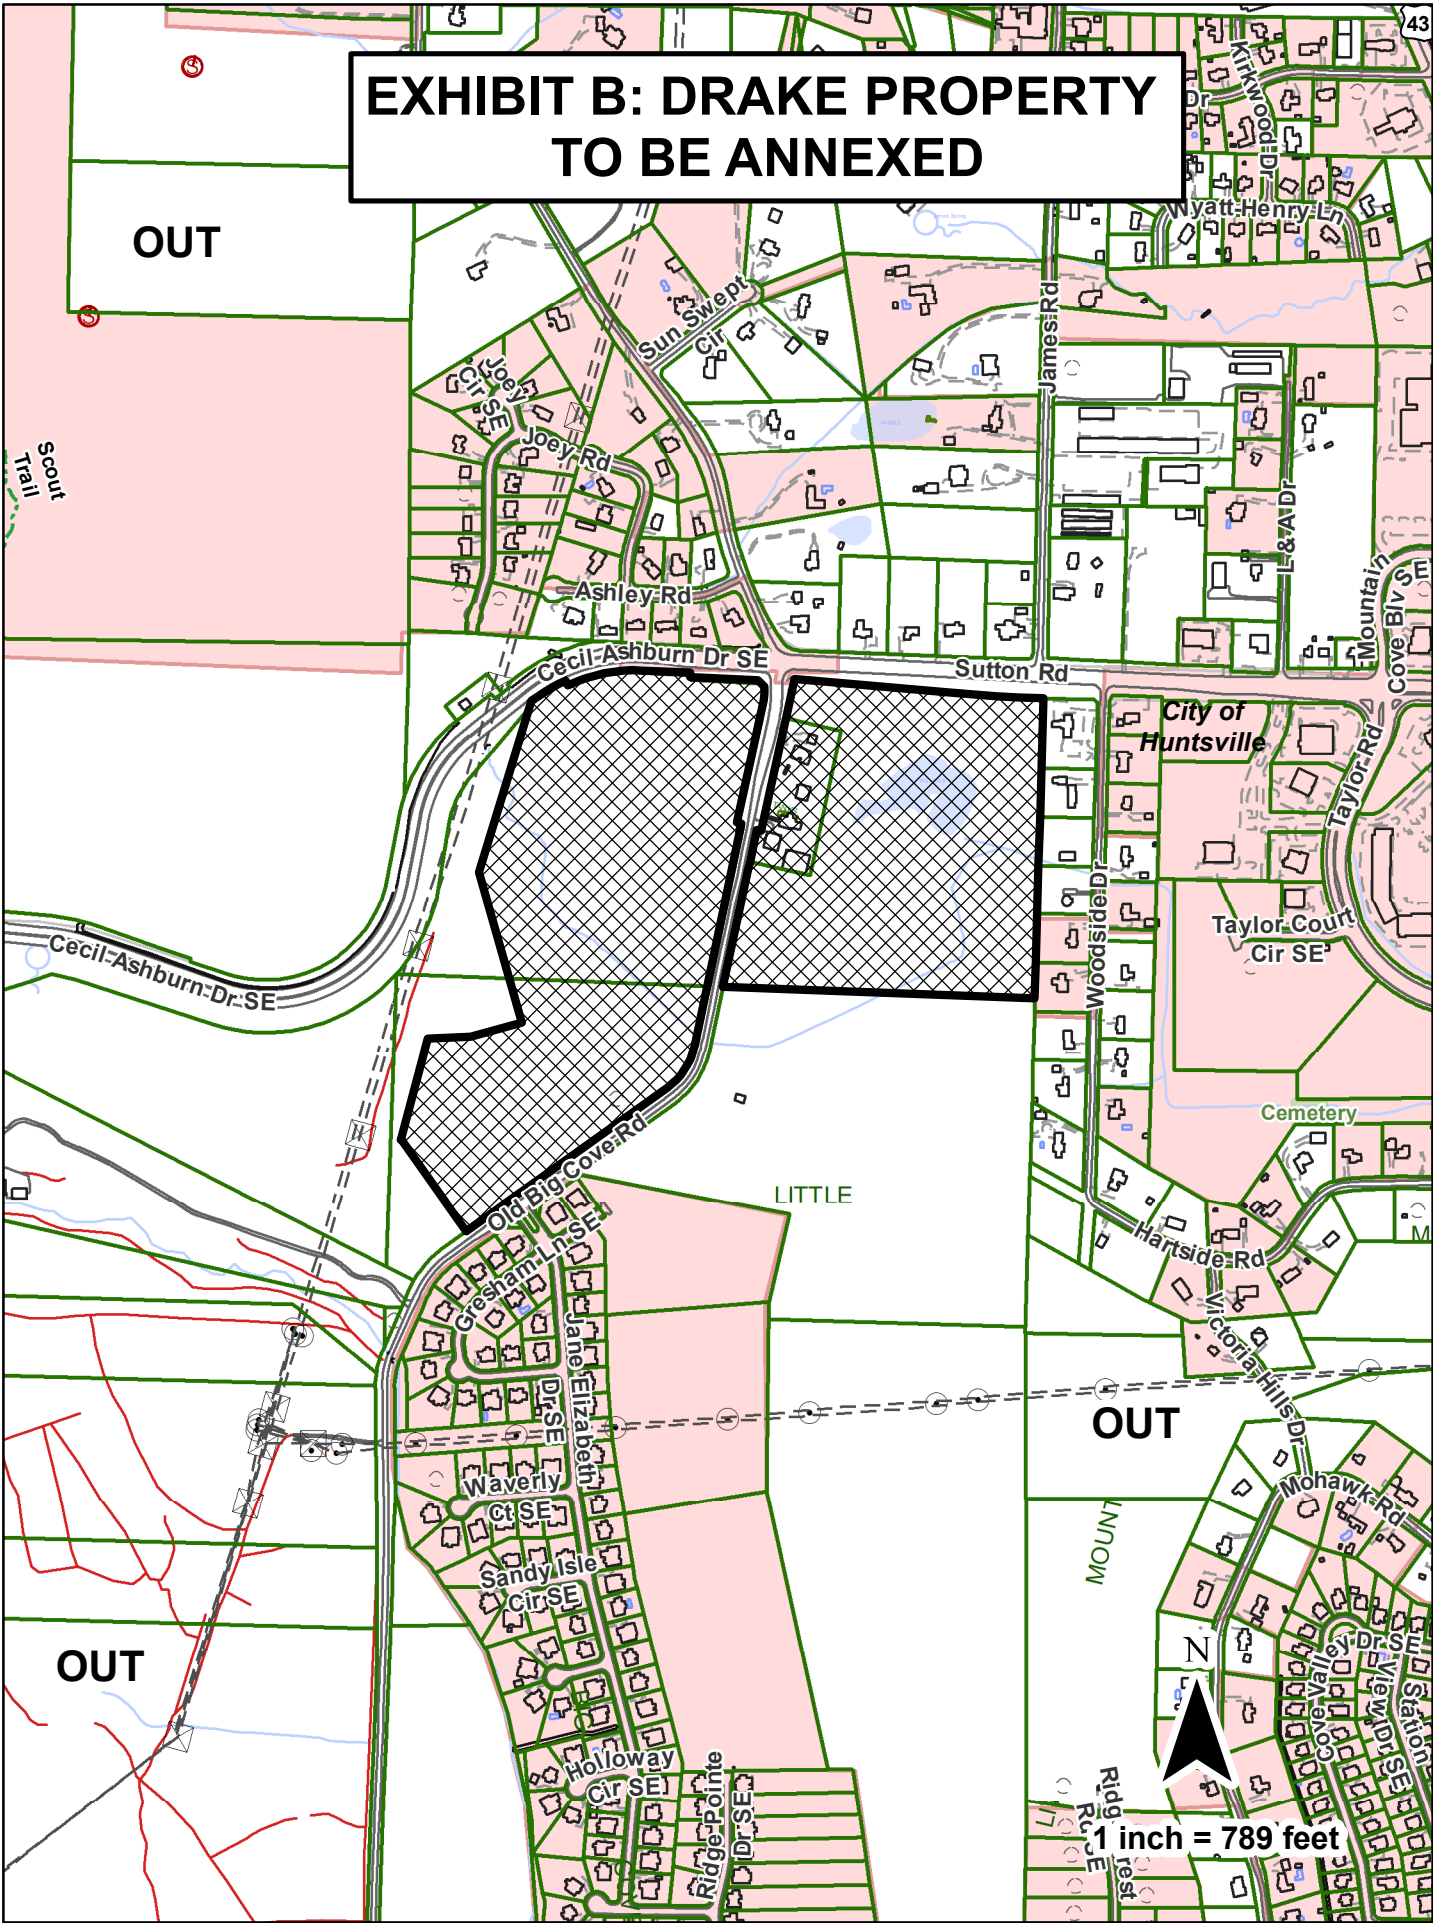 43
EXHIBIT B: DRAKE PROPERTY
TO BE ANNEXED
Dr
Kirkwood Dr
Wyatt Henry Ln
OUT
Sun Swept
Cir
James Rd
Joey
Cir SE
Joey Rd
Scout
Trail
L & A Dr
Ashley Rd
Mountain
Cove Blv SE
Cecil Ashburn Dr SE
Sutton Rd
City of
Huntsville
Taylor Rd
Woodside Dr
Taylor Court
Cir SE
Cecil Ashburn Dr SE
Cemetery
Old Big Cove Rd
LITTLE
Gresham Ln SE
Hartside Rd
M
Victoria Hills Dr
Jane Elizabeth
Dr SE
OUT
Waverly
Ct SE
Mohawk Rd
MOUNT
Sandy Isle
Cir SE
OUT
N
Cove Valley Dr SE
View Dr SE
Station
Holloway
Cir SE
Ridge Pointe
Dr SE
LI
1 inch = 789 feet